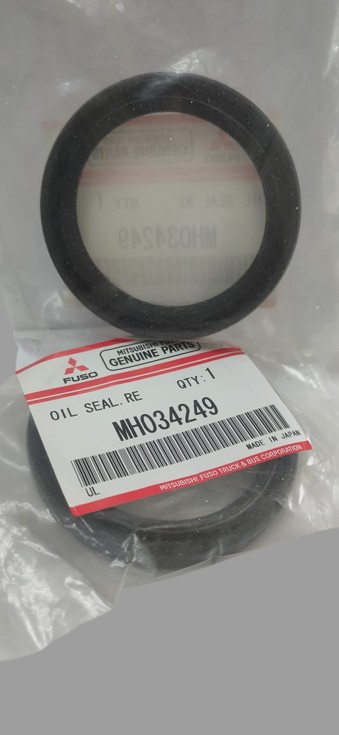 MITSUBISHI FUSO
GENUINE PARTS
FUSO
OIL SEAL.RE
QTY:1
MH034249
UL
MADE IN JAPAN
MITSUBISHI FUSO TRUCK & BUS CORPORATION